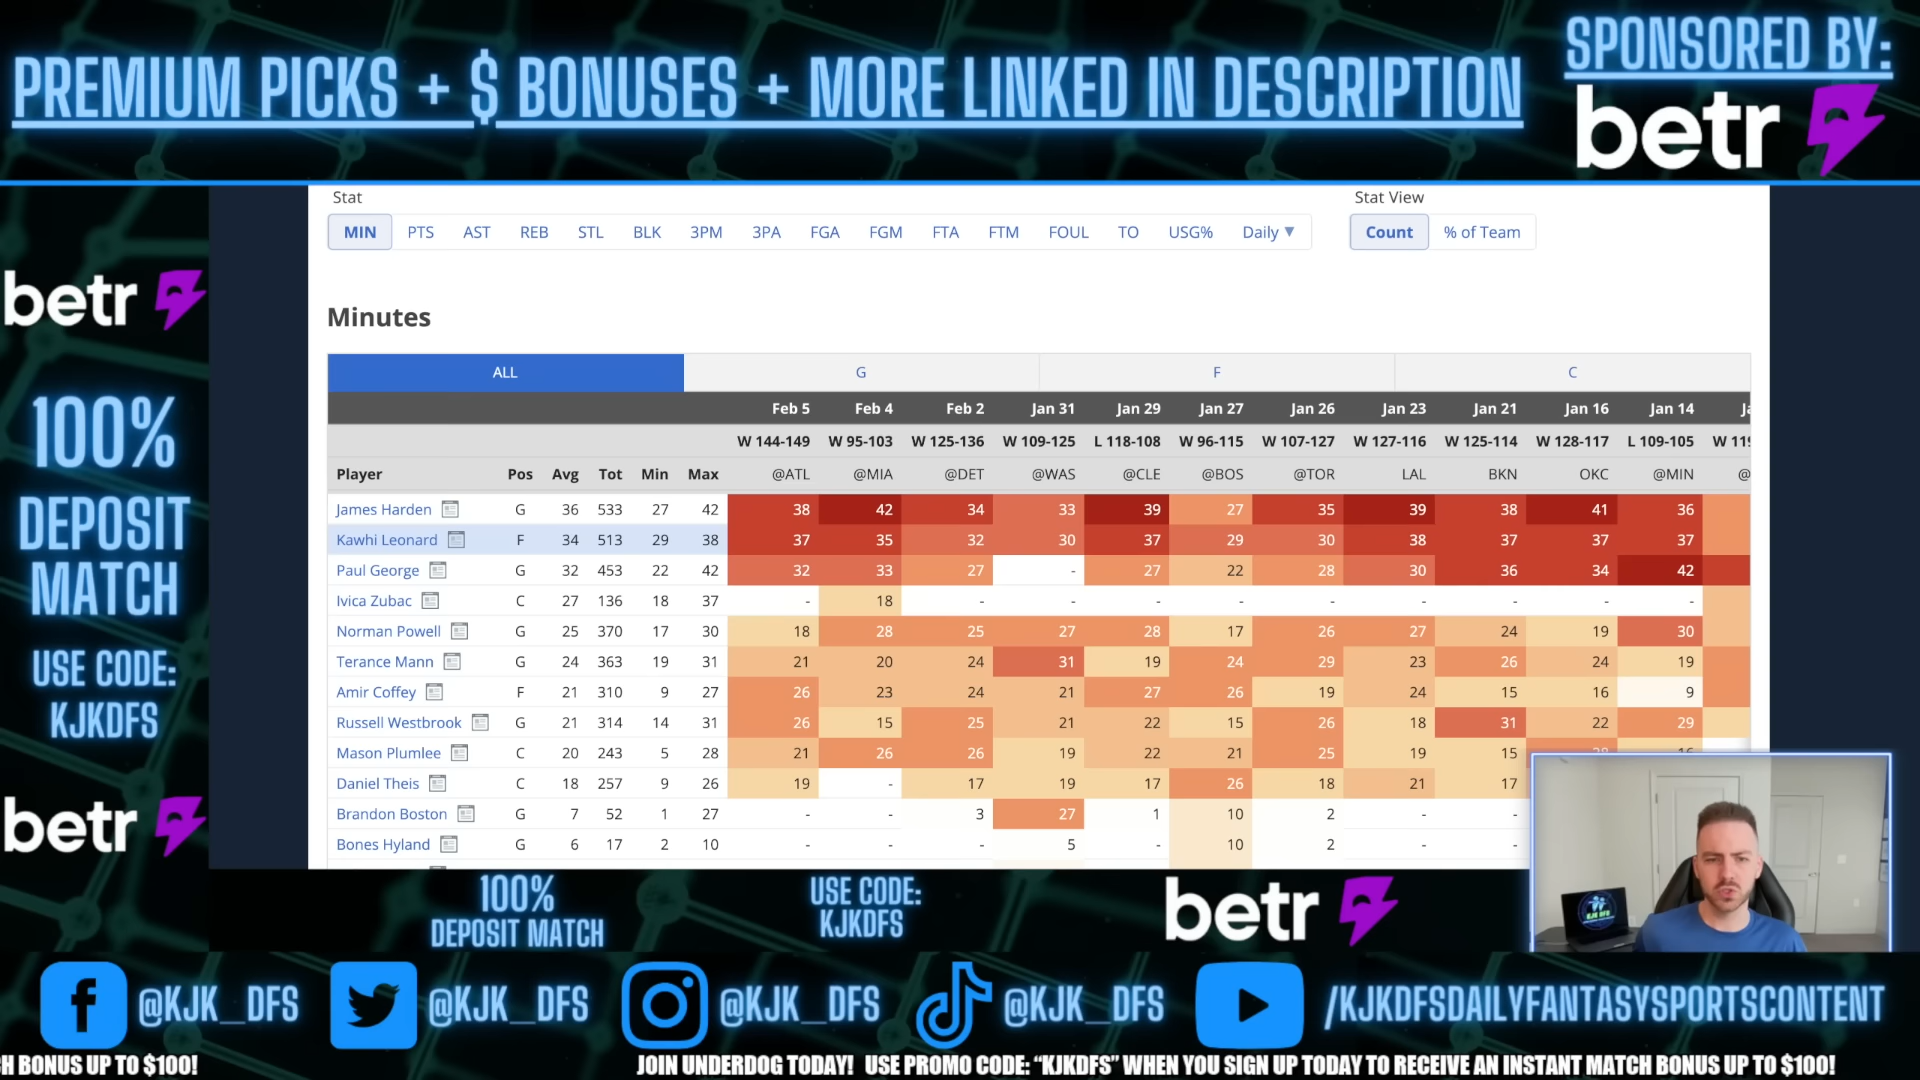 PREMIUM PICKS + $ BONUSES + MORE LINKED IN DESCRIPTION
SPONSORED BY:
betr
Stat
Stat View
MIN PTS AST REB STL BLK 3PM 3PA FGA FGM FTA FTM FOUL TO USG% Daily ▼ Count % of Team
Minutes
ALL G F C
Feb 5 Feb 4 Feb 2 Jan 31 Jan 29 Jan 27 Jan 26 Jan 23 Jan 21 Jan 16 Jan 14
W 144-149 W 95-103 W 125-136 W 109-125 L 118-108 W 96-115 W 107-127 W 127-116 W 125-114 W 128-117 L 109-105 W 119
Player Pos Avg Tot Min Max @ATL @MIA @DET @WAS @CLE @BOS @TOR LAL BKN OKC @MIN @
James Harden G 36 533 27 42 38 42 34 33 39 27 35 39 38 41 36
Kawhi Leonard F 34 513 29 38 37 35 32 30 37 29 30 38 37 37 37
Paul George G 32 453 22 42 32 33 27 - 27 22 28 30 36 34 42
Ivica Zubac C 27 136 18 37 - 18 - - - - - - - - -
Norman Powell G 25 370 17 30 18 28 25 27 28 17 26 27 24 19 30
Terance Mann G 24 363 19 31 21 20 24 31 19 24 29 23 26 24 19
Amir Coffey F 21 310 9 27 26 23 24 21 27 26 19 24 15 16 9
Russell Westbrook G 21 314 14 31 26 15 25 21 22 15 26 18 31 22 29
Mason Plumlee C 20 243 5 28 21 26 26 19 22 21 25 19 15
Daniel Theis C 18 257 9 26 19 - 17 19 17 26 18 21 17
Brandon Boston G 7 52 1 27 - - 3 27 1 10 2 - -
Bones Hyland G 6 17 2 10 - - - 5 - 10 2 - -
betr
100%
DEPOSIT
MATCH
USE CODE:
KJKDFS
betr
100%
DEPOSIT MATCH
USE CODE:
KJKDFS
betr
KJK DFS
@KJK_DFS @KJK_DFS @KJK_DFS @KJK_DFS /KJKDFSDAILYFANTASYSPORTSCONTENT
H BONUS UP TO $100! JOIN UNDERDOG TODAY! USE PROMO CODE: “KJKDFS” WHEN YOU SIGN UP TODAY TO RECEIVE AN INSTANT MATCH BONUS UP TO $100!